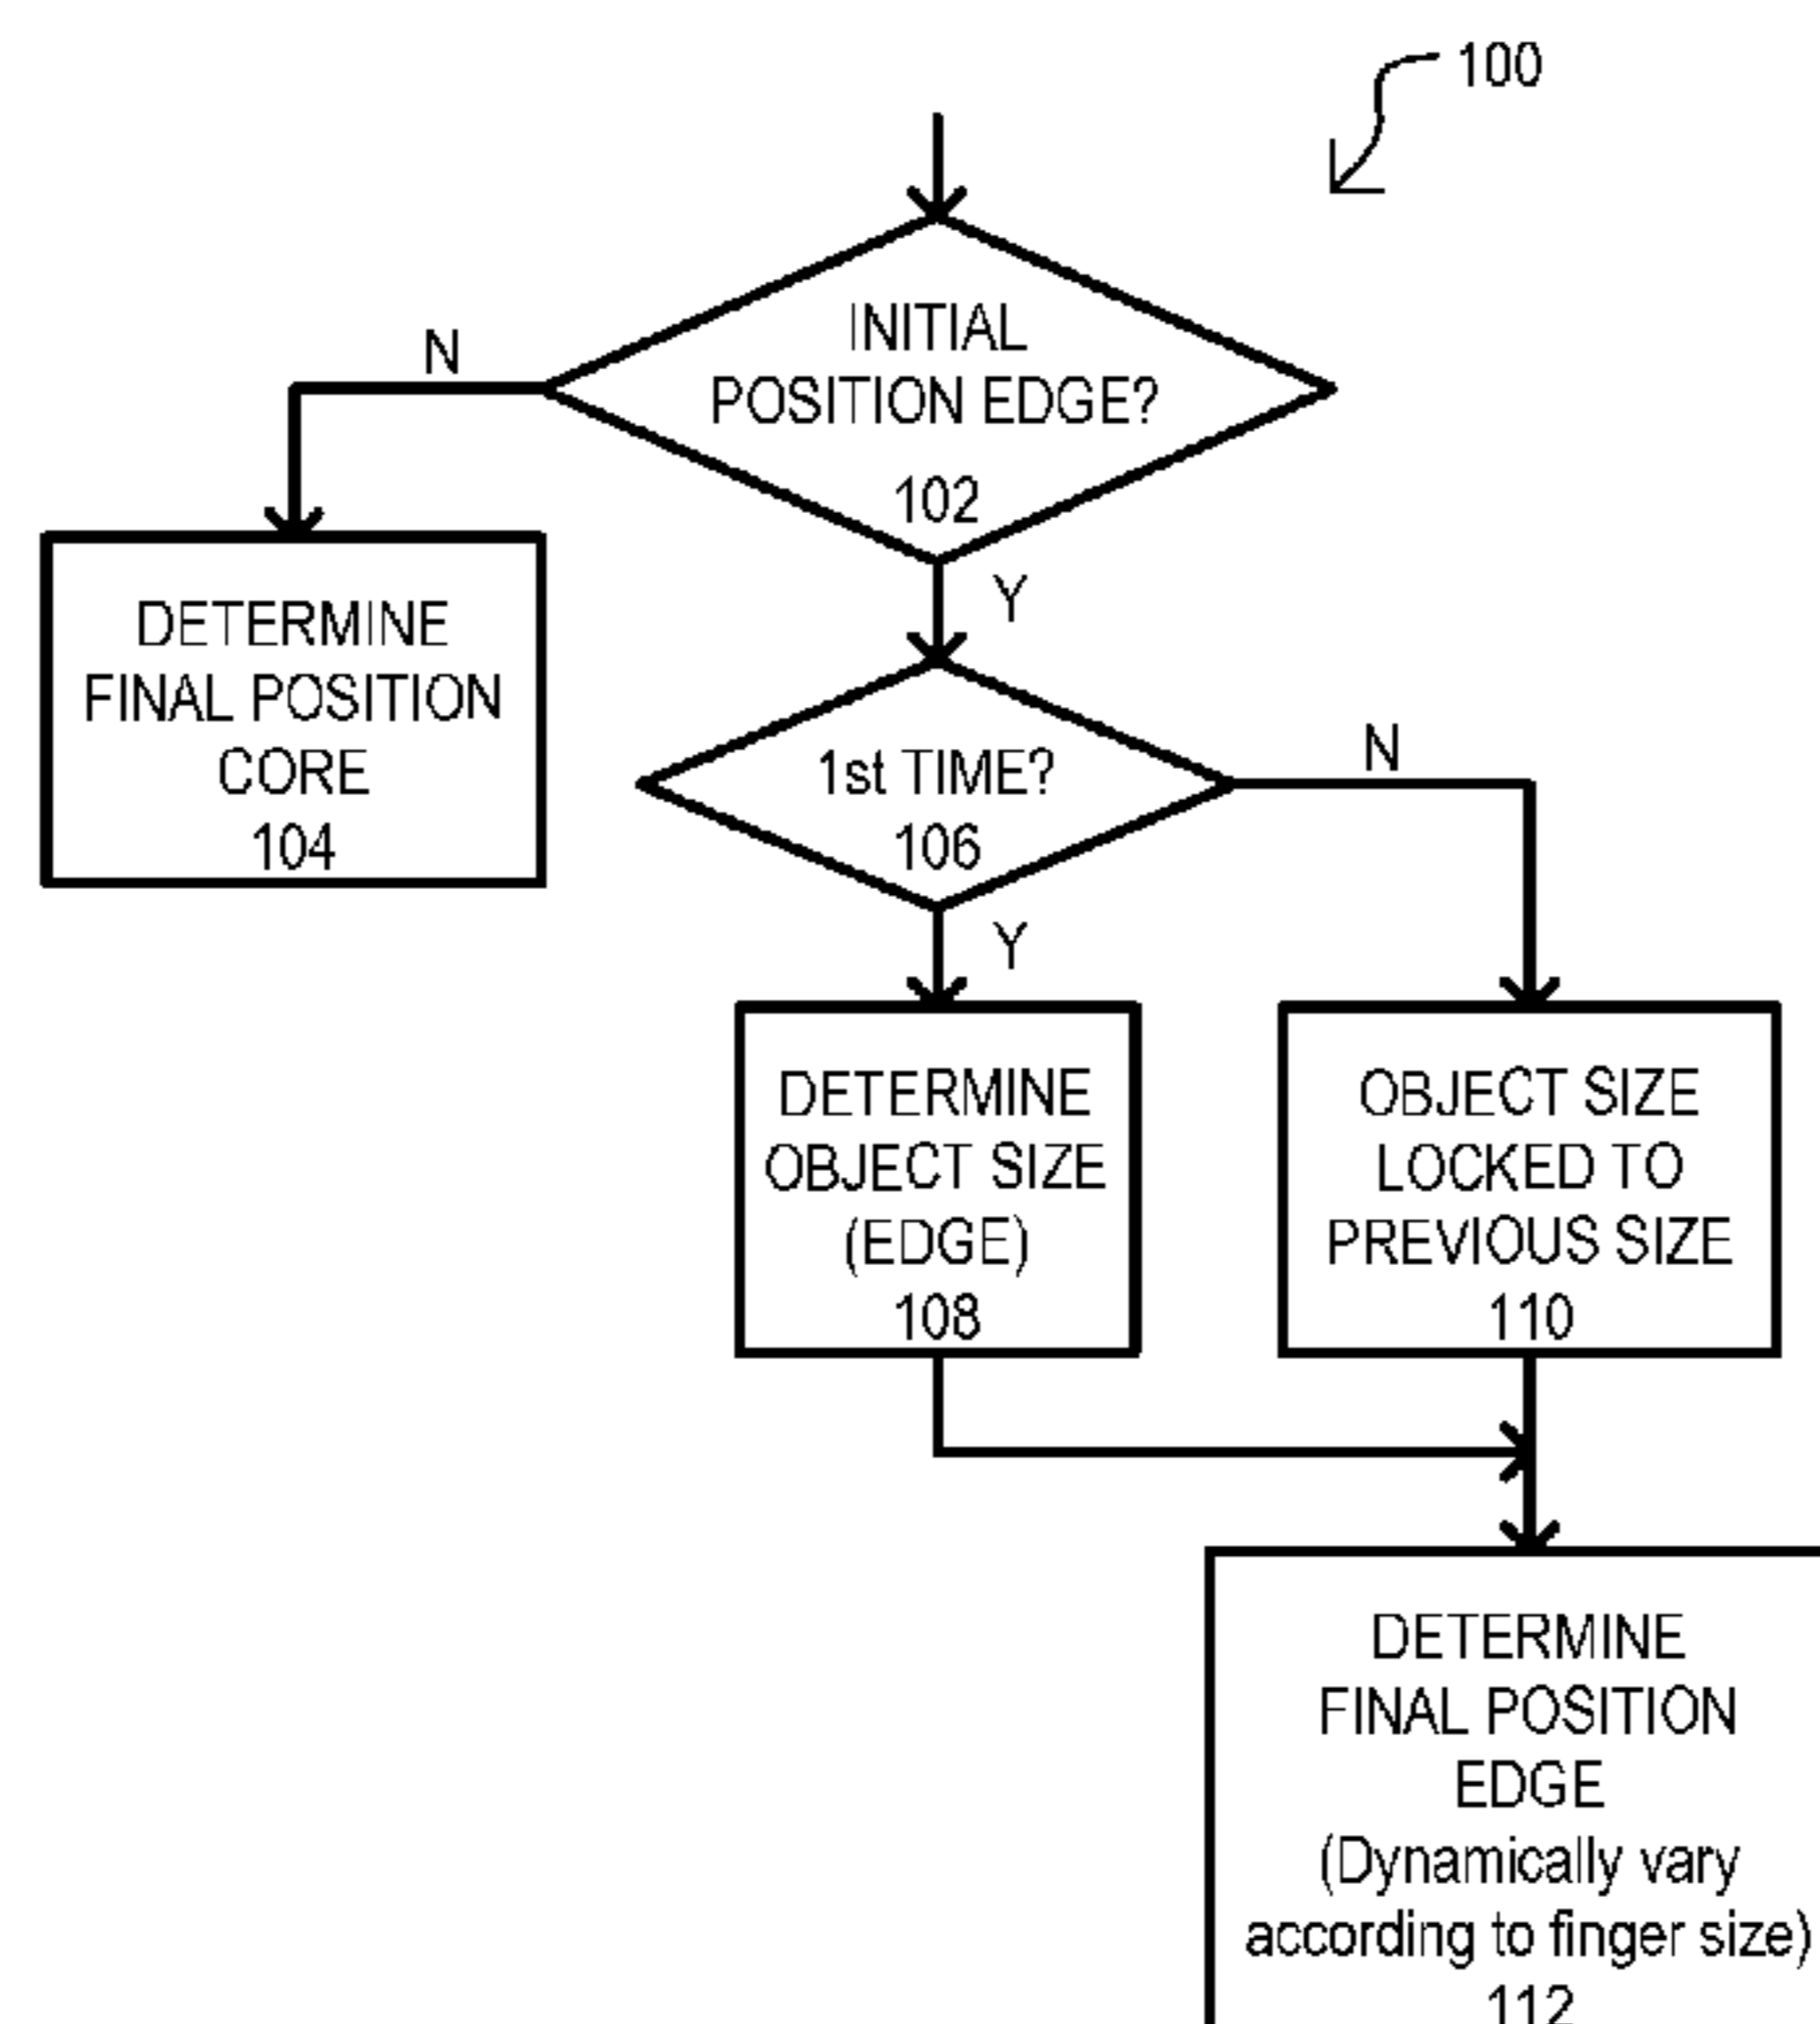 100
INITIAL
POSITION EDGE?
102
N
Y
DETERMINE
FINAL POSITION
CORE
104
1st TIME?
106
N
Y
DETERMINE
OBJECT SIZE
(EDGE)
108
OBJECT SIZE
LOCKED TO
PREVIOUS SIZE
110
DETERMINE
FINAL POSITION
EDGE
(Dynamically vary
according to finger size)
112